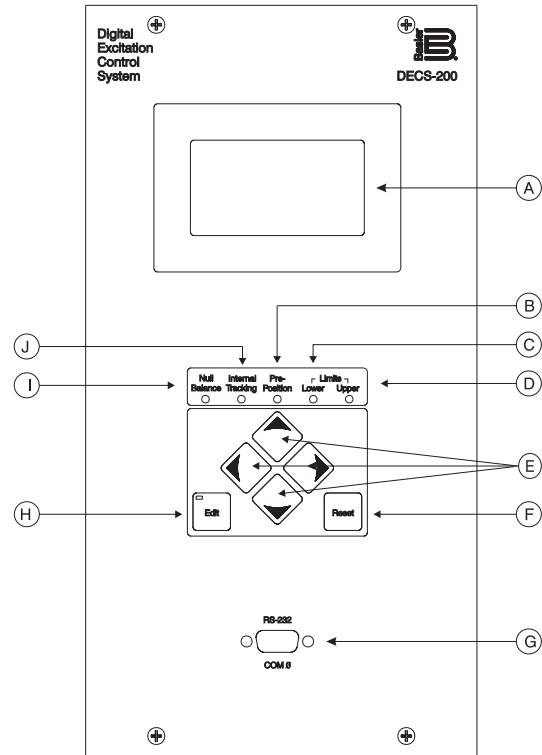 Digital
Excitation
Control
System
Basler
B
DECS-200
A
B
J
C
I
D
Null
Balance
Internal
Tracking
Pre-
Position
Limits
Lower
Upper
E
H
Edit
Reset
F
RS-232
G
COM 0